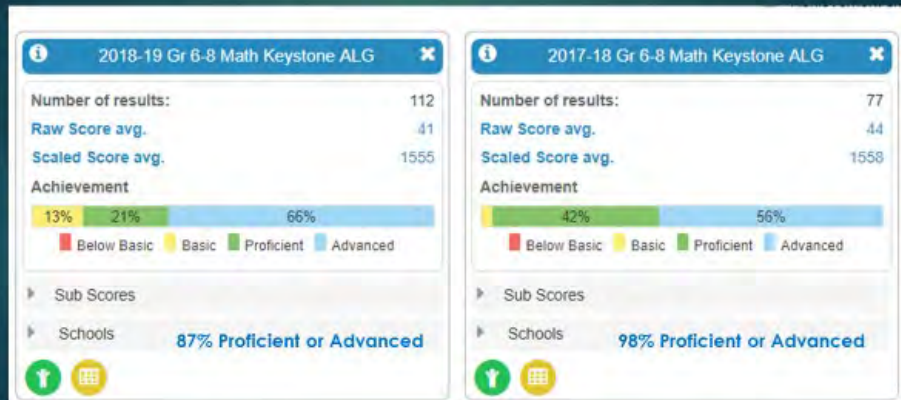 2018-19 Gr 6-8 Math Keystone ALG
Number of results: 112
Raw Score avg. 41
Scaled Score avg. 1555
Achievement
13% 21% 66%
Below Basic Basic Proficient Advanced
Sub Scores
Schools
87% Proficient or Advanced
2017-18 Gr 6-8 Math Keystone ALG
Number of results: 77
Raw Score avg. 44
Scaled Score avg. 1558
Achievement
42% 56%
Below Basic Basic Proficient Advanced
Sub Scores
Schools
98% Proficient or Advanced